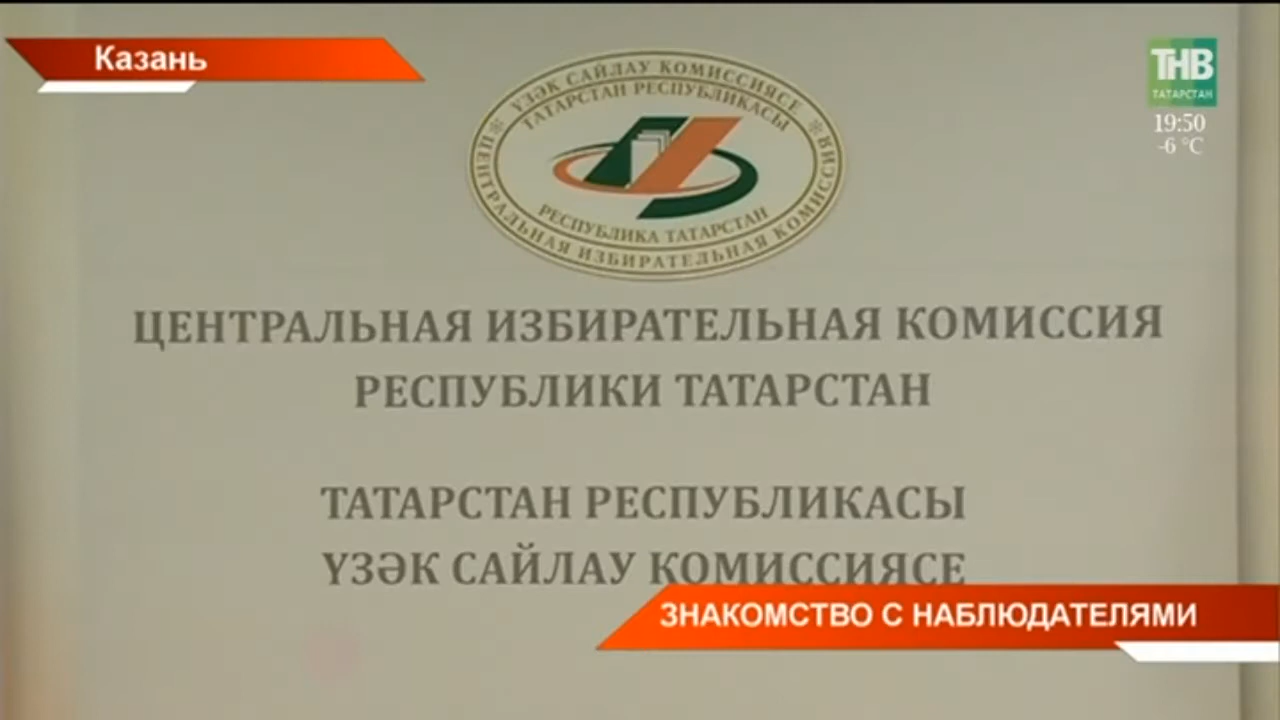 Казань
ТНВ
ТАТАРСТАН
19:50
-6 °C
ҮЗӘК САЙЛАУ КОМИССИЯСЕ
ТАТАРСТАН РЕСПУБЛИКАСЫ
РЕСПУБЛИКА ТАТАРСТАН
ЦЕНТРАЛЬНАЯ ИЗБИРАТЕЛЬНАЯ КОМИССИЯ
ЦЕНТРАЛЬНАЯ ИЗБИРАТЕЛЬНАЯ КОМИССИЯ
РЕСПУБЛИКИ ТАТАРСТАН
ТАТАРСТАН РЕСПУБЛИКАСЫ
ҮЗӘК САЙЛАУ КОМИССИЯСЕ
ЗНАКОМСТВО С НАБЛЮДАТЕЛЯМИ